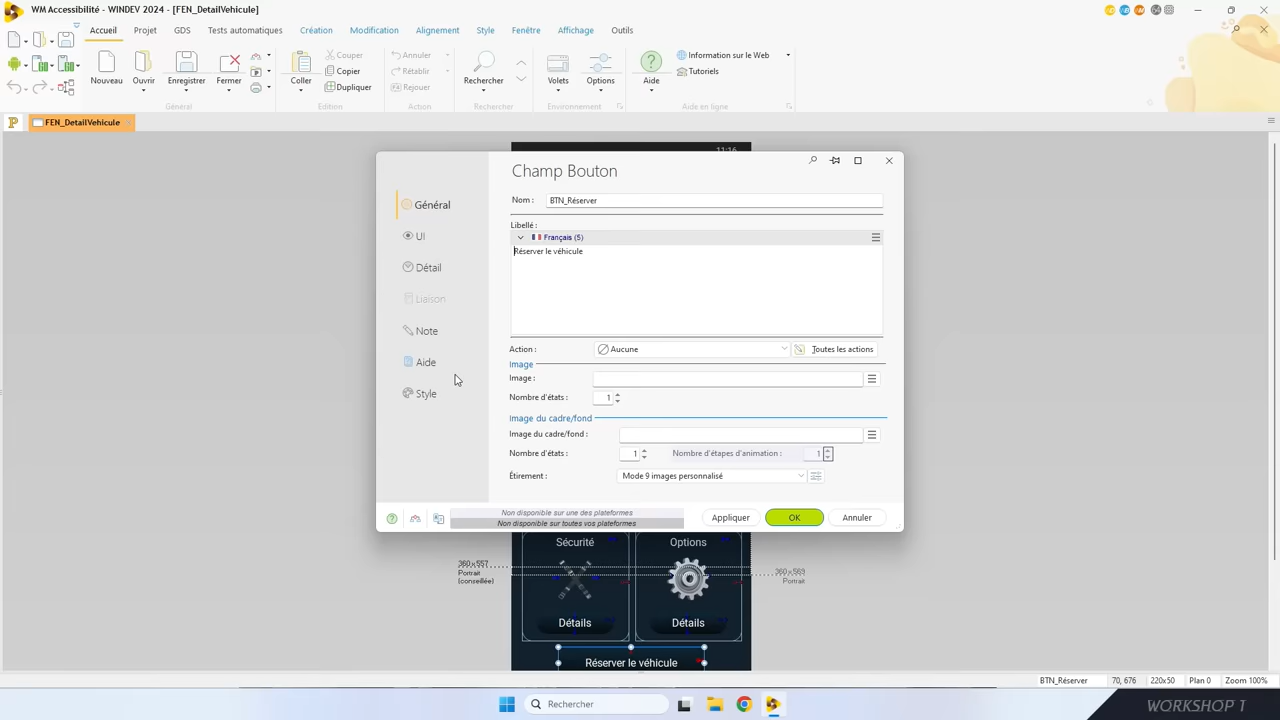 WM Accessibilité - WINDEV 2024 - [FEN_DetailVehicule]
Accueil Projet GDS Tests automatiques Création Modification Alignement Style Fenêtre Affichage Outils
Nouveau Ouvrir Enregistrer Fermer
Général
Coller
Couper
Copier
Dupliquer
Edition
Annuler
Rétablir
Rejouer
Action
Rechercher
Rechercher
Volets Options
Environnement
Aide
Information sur le Web
Tutoriels
Aide en ligne
FEN_DetailVehicule
11:16
Champ Bouton
Général
UI
Détail
Liaison
Note
Aide
Style
Nom : BTN_Réserver
Libellé :
Français (5)
Réserver le véhicule
Action : Aucune Toutes les actions
Image
Image :
Nombre d'états : 1
Image du cadre/fond
Image du cadre/fond :
Nombre d'états : 1 Nombre d'étapes d'animation : 1
Étirement : Mode 9 images personnalisé
Non disponible sur une des plateformes
Non disponible sur toutes vos plateformes
Appliquer OK Annuler
Sécurité Options
360×557
Portrait
(conseillée)
360×569
Portrait
Détails Détails
Réserver le véhicule
BTN_Réserver 70, 676 220x50 Plan 0 Zoom 100%
Rechercher
WORKSHOP 1